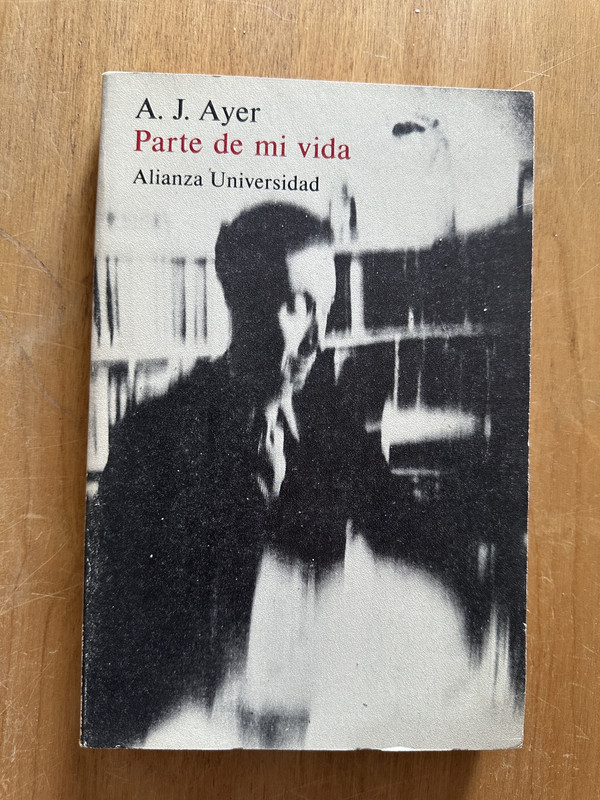 A. J. Ayer
Parte de mi vida
Alianza Universidad